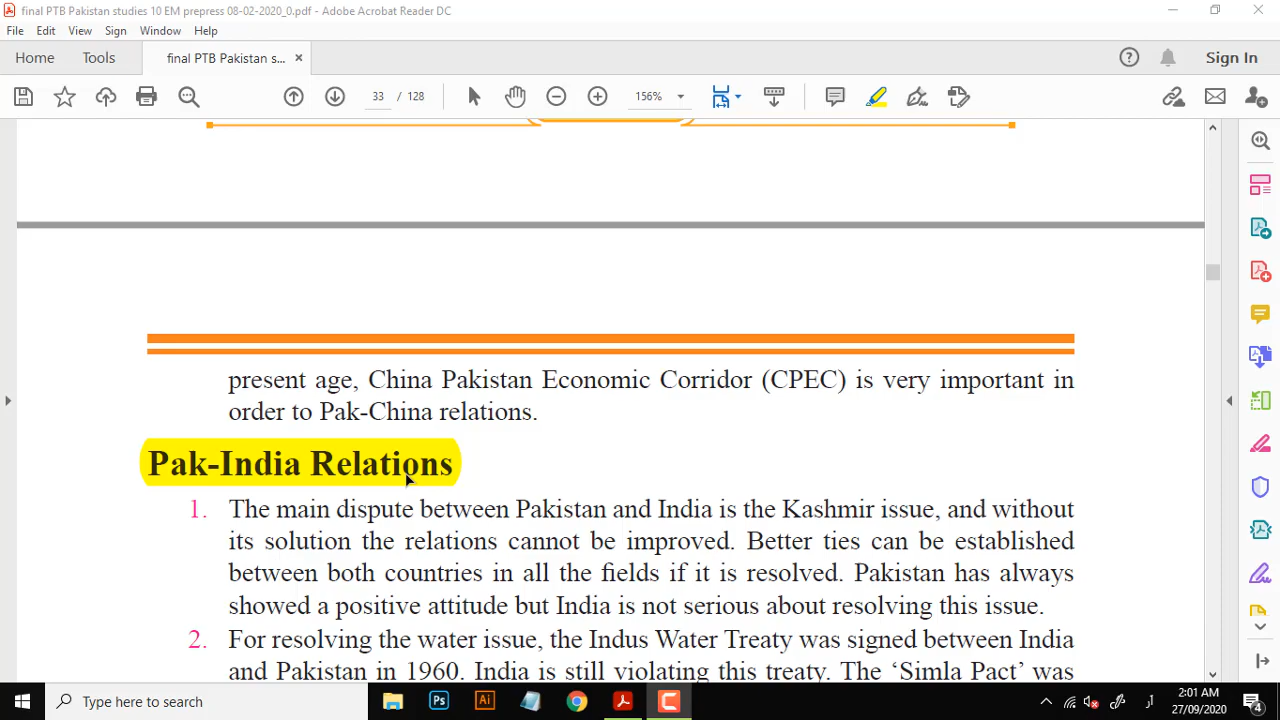 final PTB Pakistan studies 10 EM prepress 08-02-2020_0.pdf - Adobe Acrobat Reader DC
File Edit View Sign Window Help
Home Tools final PTB Pakistan s... × Sign In
33 / 128 156%
present age, China Pakistan Economic Corridor (CPEC) is very important in
order to Pak-China relations.
Pak-India Relations
1. The main dispute between Pakistan and India is the Kashmir issue, and without
its solution the relations cannot be improved. Better ties can be established
between both countries in all the fields if it is resolved. Pakistan has always
showed a positive attitude but India is not serious about resolving this issue.
2. For resolving the water issue, the Indus Water Treaty was signed between India
and Pakistan in 1960. India is still violating this treaty. The ‘Simla Pact’ was
Type here to search
Ps Ai
2:01 AM
27/09/2020
4